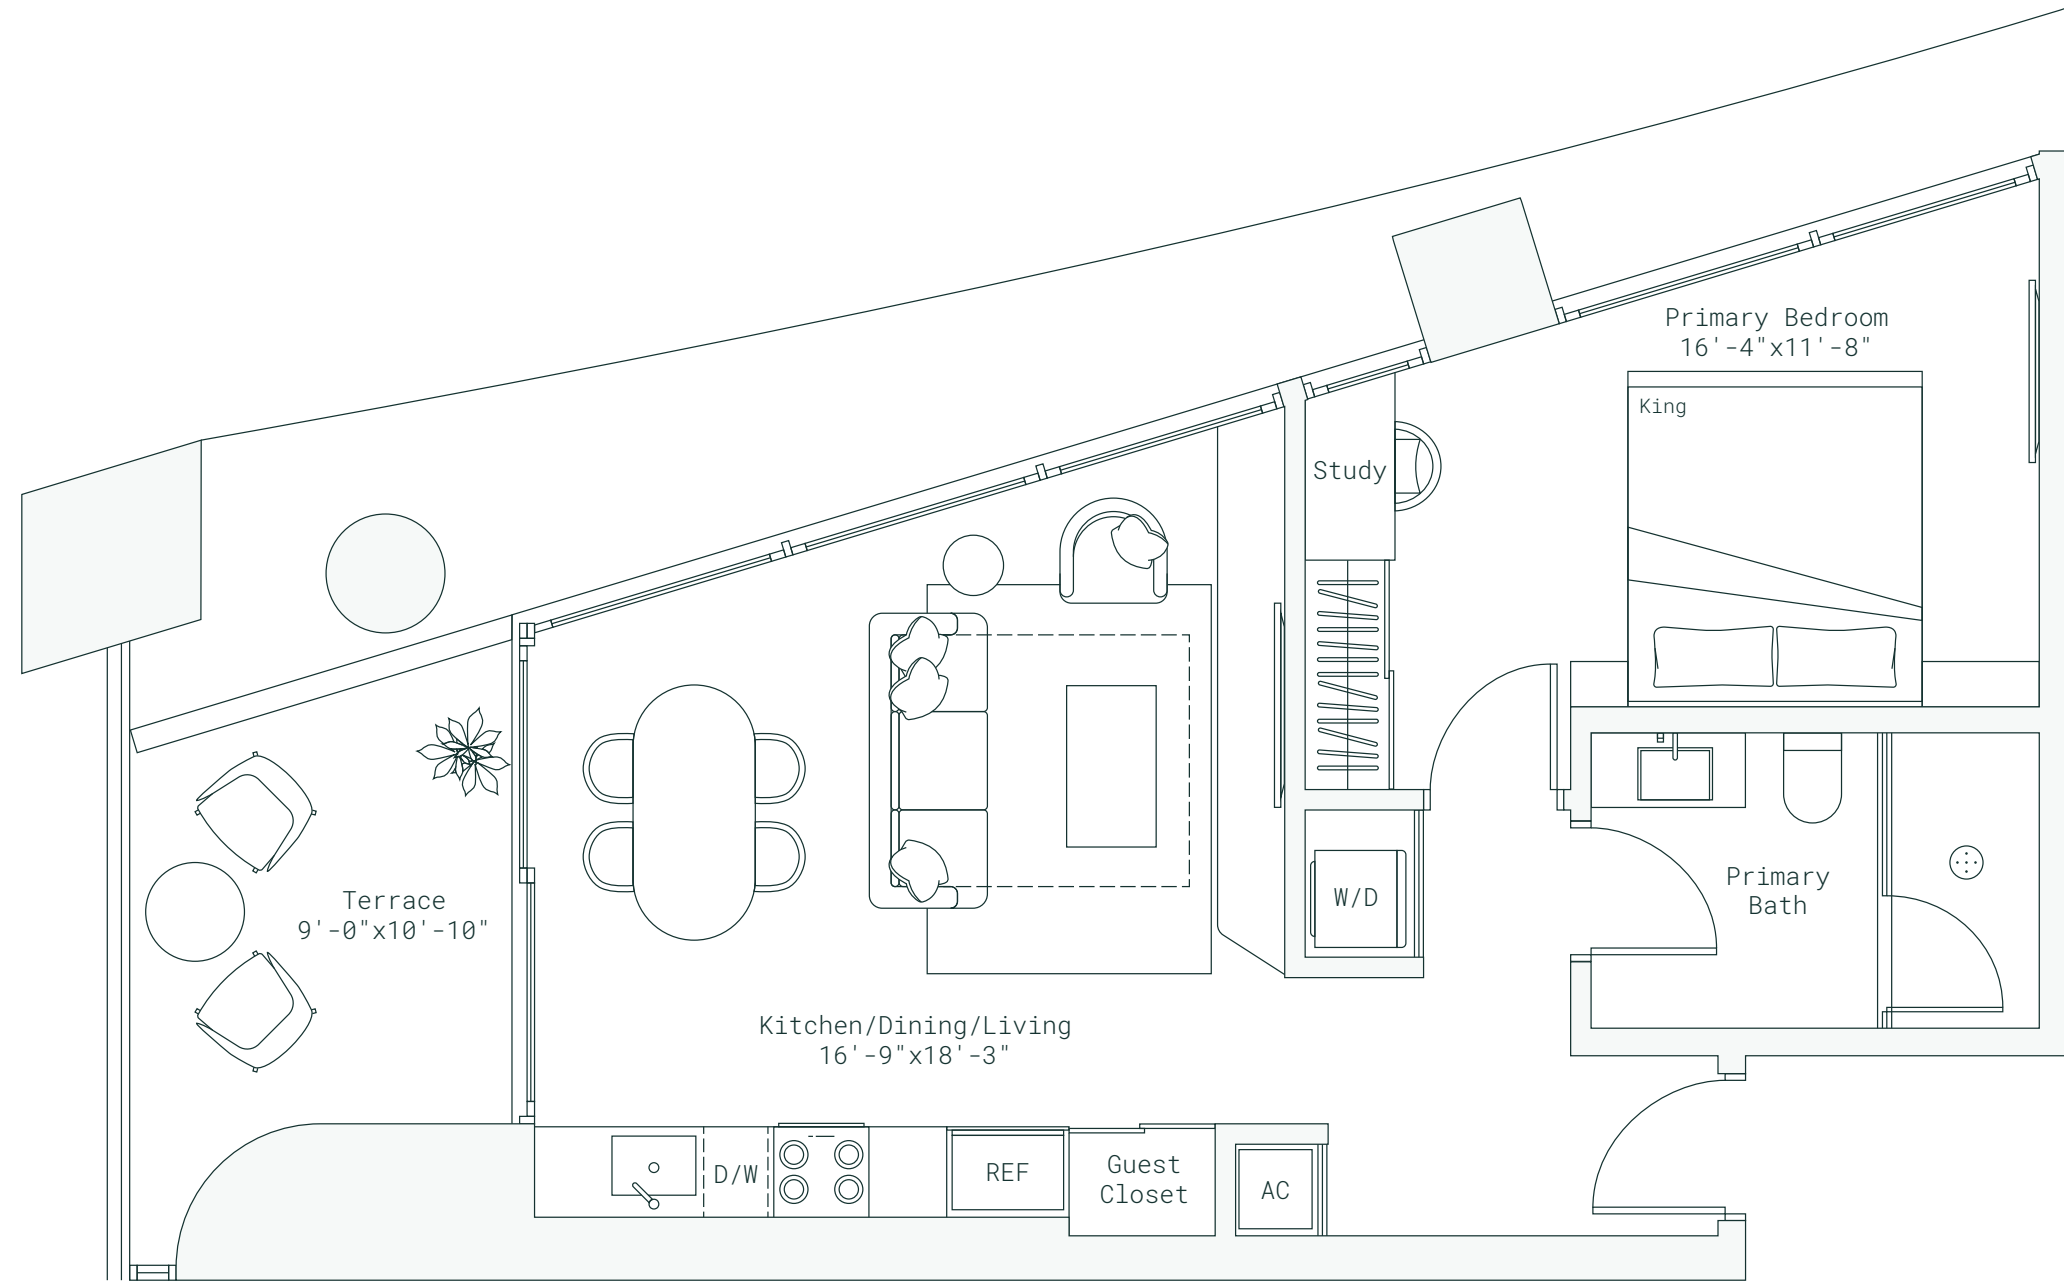 Primary Bedroom
16'-4"x11'-8"
King
Study
W/D
Primary
Bath
Terrace
9'-0"x10'-10"
Kitchen/Dining/Living
16'-9"x18'-3"
D/W
REF
Guest
Closet
AC